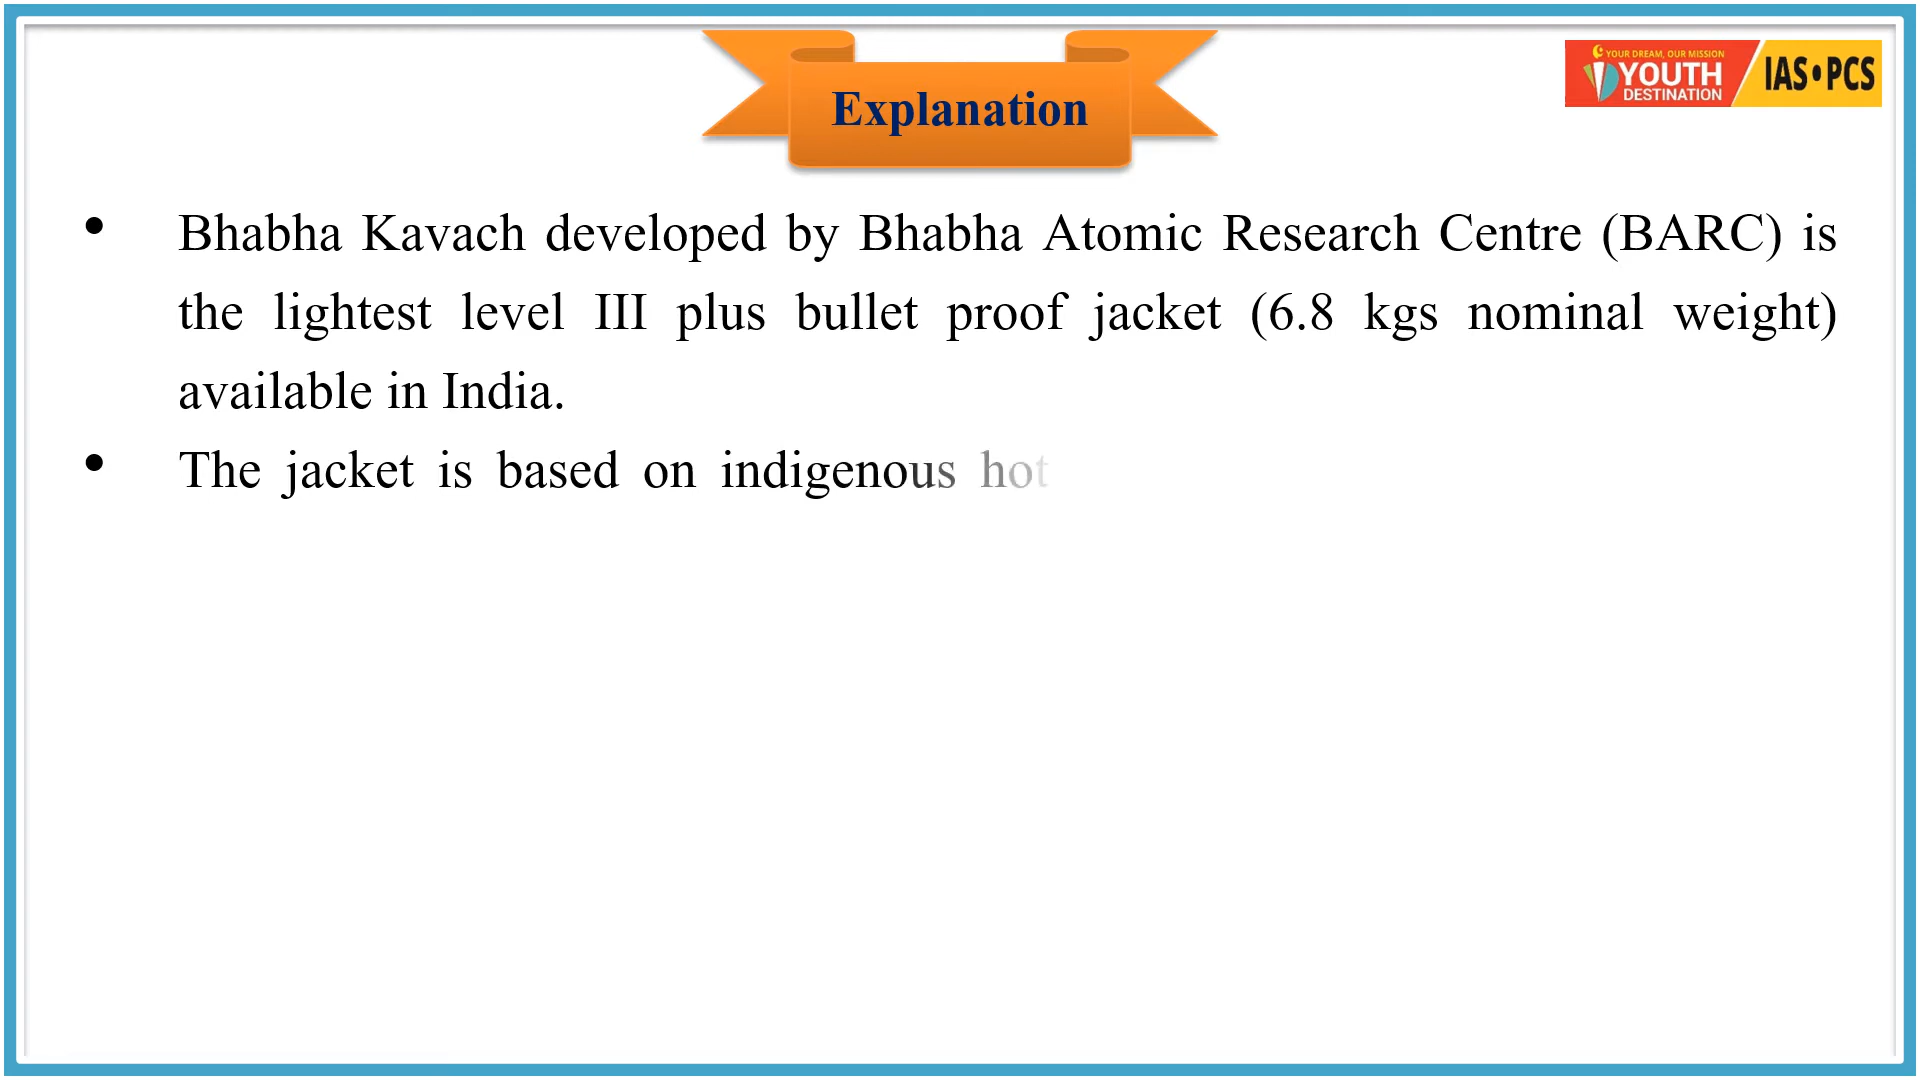 Explanation
YOUR DREAM, OUR MISSION
YOUTH
DESTINATION
IAS•PCS
• Bhabha Kavach developed by Bhabha Atomic Research Centre (BARC) is
the lightest level III plus bullet proof jacket (6.8 kgs nominal weight)
available in India.
• The jacket is based on indigenous hot